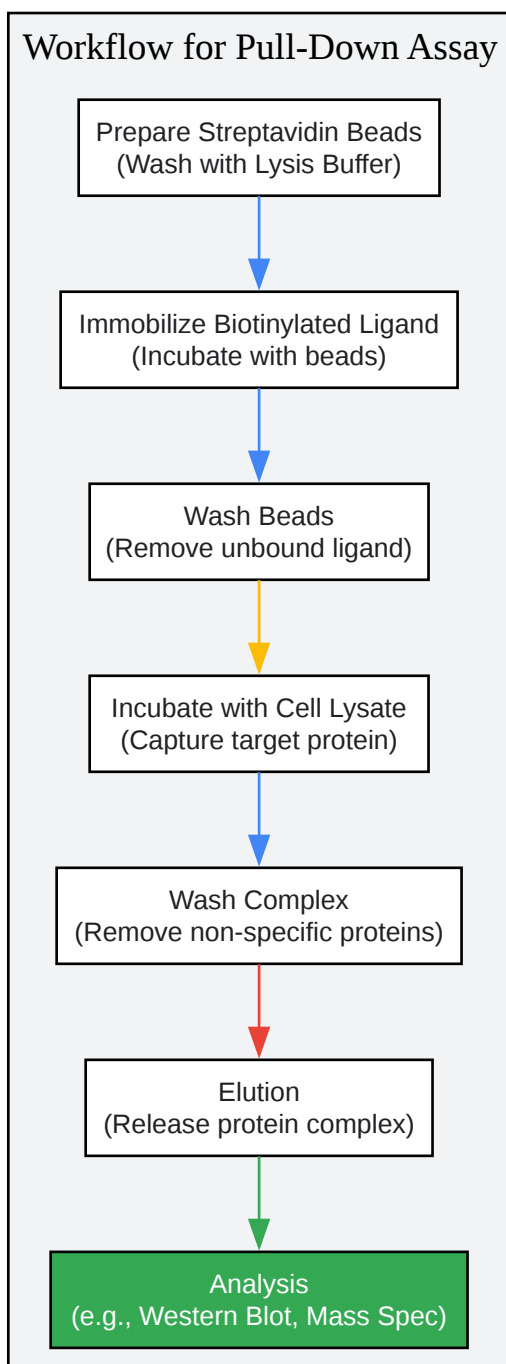 Workflow for Pull-Down Assay
Prepare Streptavidin Beads
(Wash with Lysis Buffer)
Immobilize Biotinylated Ligand
(Incubate with beads)
Wash Beads
(Remove unbound ligand)
Incubate with Cell Lysate
(Capture target protein)
Wash Complex
(Remove non-specific proteins)
Elution
(Release protein complex)
Analysis
(e.g., Western Blot, Mass Spec)